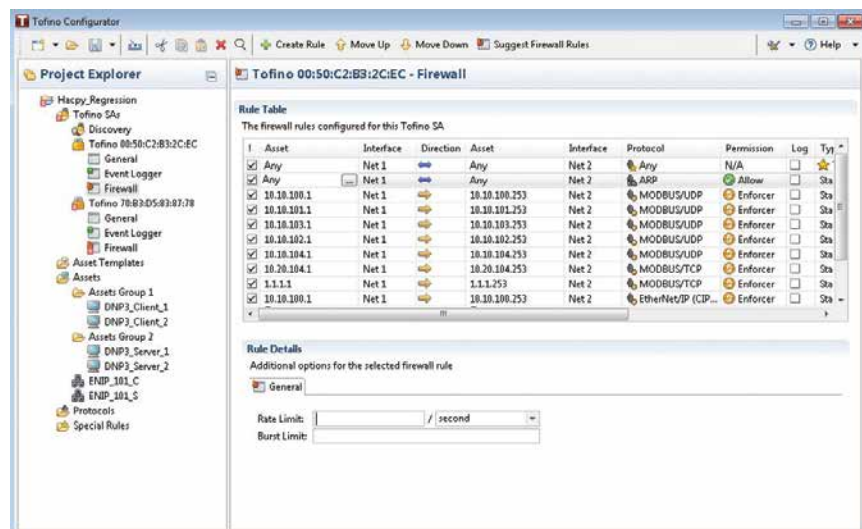 Tofino Configurator
Create Rule Move Up Move Down Suggest Firewall Rules Help
Project Explorer
Hacpy_Regression
Tofino SAs
Discovery
Tofino 00:50:C2:B3:2C:EC
General
Event Logger
Firewall
Tofino 70:B3:D5:83:87:78
General
Event Logger
Firewall
Asset Templates
Assets
Assets Group 1
DNP3_Client_1
DNP3_Client_2
Assets Group 2
DNP3_Server_1
DNP3_Server_2
ENIP_101_C
ENIP_101_S
Protocols
Special Rules
Tofino 00:50:C2:B3:2C:EC - Firewall
Rule Table
The firewall rules configured for this Tofino SA
! Asset Interface Direction Asset Interface Protocol Permission Log Typ
Any Net 1 Any Net 2 Any N/A
Any ... Net 1 Any Net 2 ARP Allow Sta
10.10.100.1 Net 1 10.10.100.253 Net 2 MODBUS/UDP Enforcer Sta
10.10.101.1 Net 1 10.10.101.253 Net 2 MODBUS/UDP Enforcer Sta
10.10.103.1 Net 1 10.10.103.253 Net 2 MODBUS/UDP Enforcer Sta
10.10.102.1 Net 1 10.10.102.253 Net 2 MODBUS/UDP Enforcer Sta
10.10.104.1 Net 1 10.10.104.253 Net 2 MODBUS/UDP Enforcer Sta
10.20.104.1 Net 1 10.20.104.253 Net 2 MODBUS/TCP Enforcer Sta
1.1.1.1 Net 1 1.1.1.253 Net 2 MODBUS/TCP Enforcer Sta
10.10.100.1 Net 1 10.10.100.253 Net 2 EtherNet/IP (CIP... Enforcer Sta
Rule Details
Additional options for the selected firewall rule
General
Rate Limit: / second
Burst Limit: